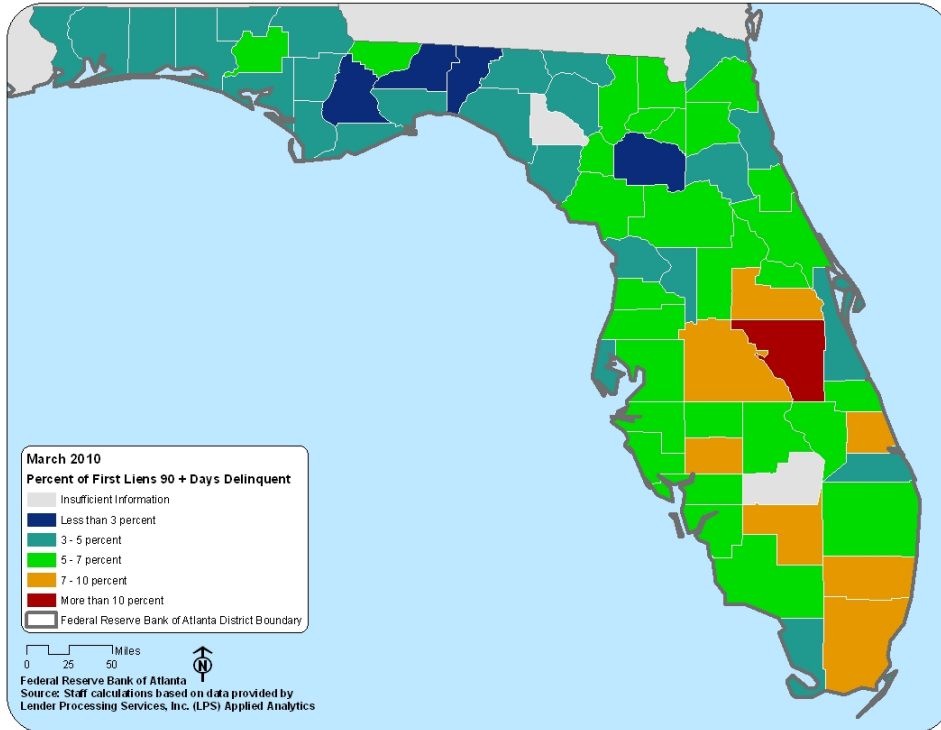 March 2010
Percent of First Liens 90 + Days Delinquent
Insufficient Information
Less than 3 percent
3 - 5 percent
5 - 7 percent
7 - 10 percent
More than 10 percent
Federal Reserve Bank of Atlanta District Boundary
Miles
0 25 50
N
Federal Reserve Bank of Atlanta
Source: Staff calculations based on data provided by
Lender Processing Services, Inc. (LPS) Applied Analytics